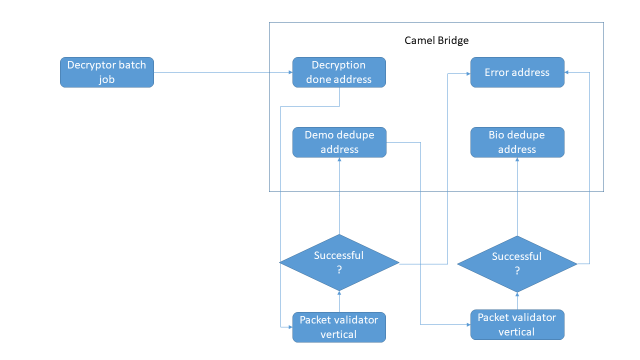 Camel Bridge
Decryptor batch
job
Decryption
done address
Error address
Demo dedupe
address
Bio dedupe
address
Successful
?
Successful
?
Packet validator
vertical
Packet validator
vertical